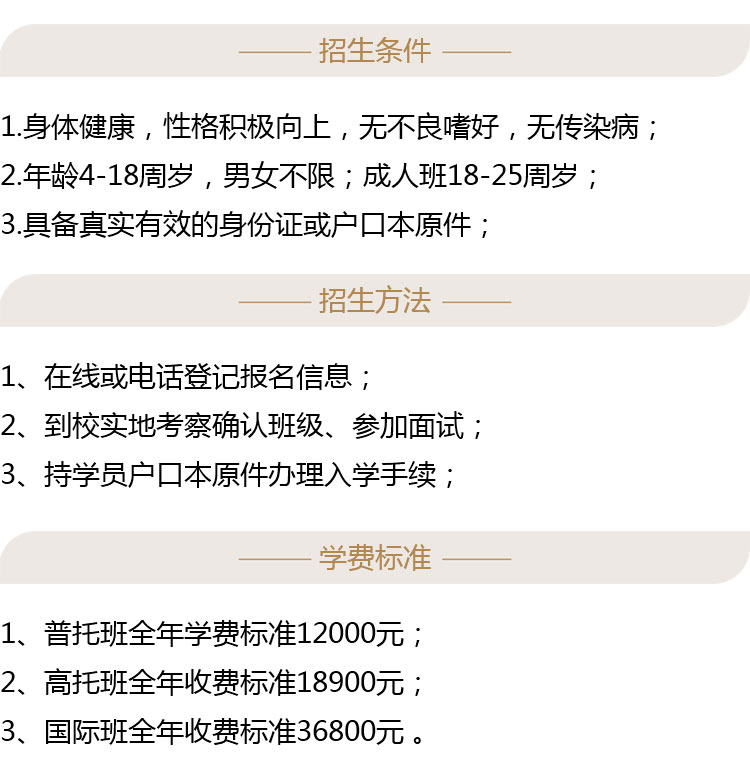 招生条件
1.身体健康，性格积极向上，无不良嗜好，无传染病；
2.年龄4-18周岁，男女不限；成人班18-25周岁；
3.具备真实有效的身份证或户口本原件；
招生方法
1、在线或电话登记报名信息；
2、到校实地考察确认班级、参加面试；
3、持学员户口本原件办理入学手续；
学费标准
1、普托班全年学费标准12000元；
2、高托班全年收费标准18900元；
3、国际班全年收费标准36800元。